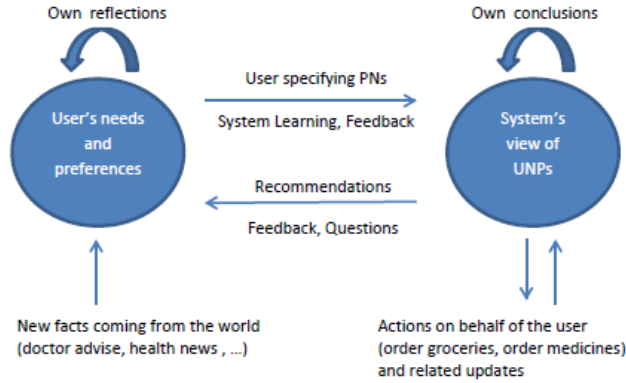 Own reflections
Own conclusions
User's needs
and
preferences
User specifying PNs
System Learning, Feedback
System's
view of
UNPs
Recommendations
Feedback, Questions
New facts coming from the world
(doctor advise, health news , ...)
Actions on behalf of the user
(order groceries, order medicines)
and related updates